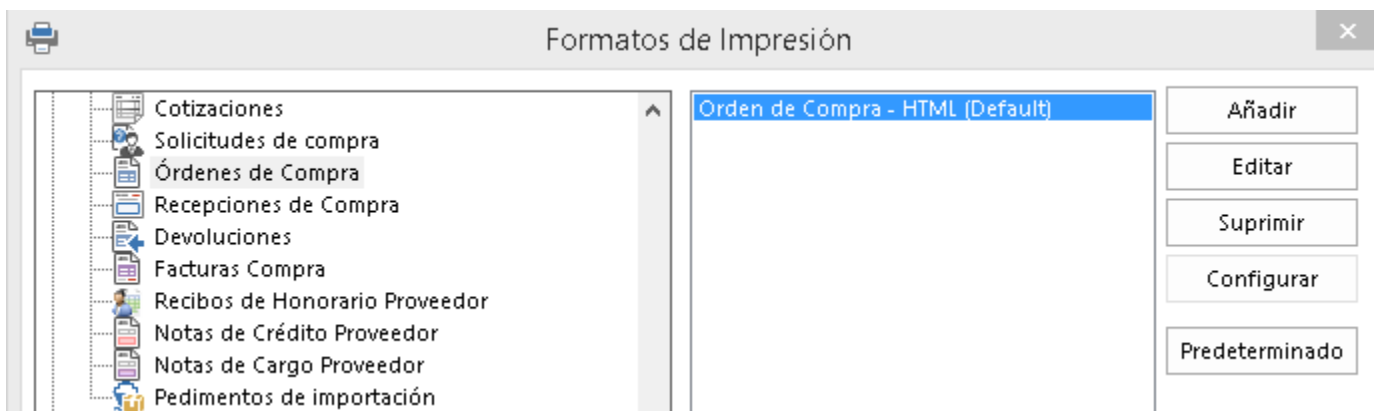 Formatos de Impresión
Cotizaciones
Solicitudes de compra
Órdenes de Compra
Recepciones de Compra
Devoluciones
Facturas Compra
Recibos de Honorario Proveedor
Notas de Crédito Proveedor
Notas de Cargo Proveedor
Pedimentos de importación
Orden de Compra - HTML (Default)
Añadir
Editar
Suprimir
Configurar
Predeterminado